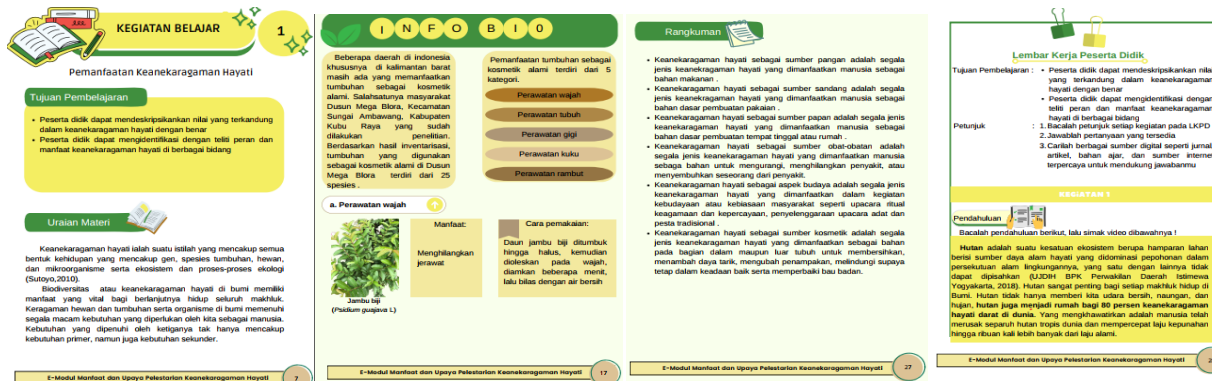 KEGIATAN BELAJAR
1
Pemanfaatan Keanekaragaman Hayati
Tujuan Pembelajaran
• Peserta didik dapat mendeskripsikankan nilai yang terkandung
dalam keanekaragaman hayati dengan benar
• Peserta didik dapat mengidentifikasi dengan teliti peran dan
manfaat keanekaragaman hayati di berbagai bidang
Uraian Materi
Keanekaragaman hayati ialah suatu istilah yang mencakup semua
bentuk kehidupan yang mencakup gen, spesies tumbuhan, hewan,
dan mikroorganisme serta ekosistem dan proses-proses ekologi
(Sutoyo,2010).
Biodiversitas atau keanekaragaman hayati di bumi memiliki
manfaat yang vital bagi berlanjutnya hidup seluruh makhluk.
Keragaman hewan dan tumbuhan serta organisme di bumi memenuhi
segala macam kebutuhan yang diperlukan oleh kita sebagai manusia.
Kebutuhan yang dipenuhi oleh ketiganya tak hanya mencakup
kebutuhan primer, namun juga kebutuhan sekunder.
E-Modul Manfaat dan Upaya Pelestarian Keanekaragaman Hayati
7
INFO BIO
Beberapa daerah di indonesia
khususnya di kalimantan barat
masih ada yang memanfaatkan
tumbuhan sebagai kosmetik
alami. Salahsatunya masyarakat
Dusun Mega Blora, Kecamatan
Sungai Ambawang, Kabupaten
Kubu Raya yang sudah
dilakukan penelitian.
Berdasarkan hasil inventarisasi,
tumbuhan yang digunakan
sebagai kosmetik alami di Dusun
Mega Blora terdiri dari 25
spesies .
Pemanfaatan tumbuhan sebagai
kosmetik alami terdiri dari 5
kategori.
Perawatan wajah
Perawatan tubuh
Perawatan gigi
Perawatan kuku
Perawatan rambut
a. Perawatan wajah
Jambu biji
(Psidium guajava L)
Manfaat:
Menghilangkan
jerawat
Cara pemakaian:
Daun jambu biji ditumbuk
hingga halus, kemudian
dioleskan pada wajah,
diamkan beberapa menit,
lalu bilas dengan air bersih
E-Modul Manfaat dan Upaya Pelestarian Keanekaragaman Hayati
17
Rangkuman
• Keanekaragaman hayati sebagai sumber pangan adalah segala
jenis keanekragaman hayati yang dimanfaatkan manusia sebagai
bahan makanan .
• Keanekaragaman hayati sebagai sumber sandang adalah segala
jenis keanekragaman hayati yang dimanfaatkan manusia sebagai
bahan dasar pembuatan pakaian .
• Keanekaragaman hayati sebagai sumber papan adalah segala jenis
keanekaragaman hayati yang dimanfaatkan manusia sebagai
bahan dasar pembuatan tempat tinggal atau rumah .
• Keanekaragaman hayati sebagai sumber obat-obatan adalah
segala jenis keanekaragaman hayati yang dimanfaatkan manusia
sebaga bahan untuk mengurangi, menghilangkan penyakit, atau
menyembuhkan seseorang dari penyakit.
• Keanekaragaman hayati sebagai aspek budaya adalah segala jenis
keanekaragaman hayati yang dimanfaatkan dalam kegiatan
kebudayaan atau kebiasaan masyarakat seperti upacara ritual
keagamaan dan kepercayaan, penyelenggaraan upacara adat dan
pesta tradisional .
• Keanekaragaman hayati sebagai sumber kosmetik adalah segala
jenis keanekaragaman hayati yang dimanfaatkan sebagai bahan
pada bagian dalam maupun luar tubuh untuk membersihkan,
menambah daya tarik, mengubah penampakan, melindungi supaya
tetap dalam keadaan baik serta memperbaiki bau badan.
E-Modul Manfaat dan Upaya Pelestarian Keanekaragaman Hayati
27
Lembar Kerja Peserta Didik
Tujuan Pembelajaran : • Peserta didik dapat mendeskripsikankan nila
yang terkandung dalam keanekaragaman
hayati dengan benar
• Peserta didik dapat mengidentifikasi dengan
teliti peran dan manfaat keanekaragaman
hayati di berbagai bidang
Petunjuk : 1. Bacalah petunjuk setiap kegiatan pada LKPD
2. Jawablah pertanyaan yang tersedia
3. Carilah berbagai sumber digital seperti jurnal
artikel, bahan ajar, dan sumber interne
terpercaya untuk mendukung jawabanmu
KEGIATAN 1
Pendahuluan
Bacalah pendahuluan berikut, lalu simak video dibawahnya !
Hutan adalah suatu kesatuan ekosistem berupa hamparan lahan
berisi sumber daya alam hayati yang didominasi pepohonan dalam
persekutuan alam lingkungannya, yang satu dengan lainnya tidak
dapat dipisahkan (UJDIH BPK Perwakilan Daerah Istimewa
Yogyakarta, 2018). Hutan sangat penting bagi setiap makhluk hidup di
Bumi. Hutan tidak hanya memberi kita udara bersih, naungan, dan
hujan, hutan juga menjadi rumah bagi 80 persen keanekaragaman
hayati darat di dunia. Yang mengkhawatirkan adalah manusia telah
merusak separuh hutan tropis dunia dan mempercepat laju kepunahan
hingga ribuan kali lebih banyak dari laju alami.
E-Modul Manfaat dan Upaya Pelestarian Keanekaragaman Hayati